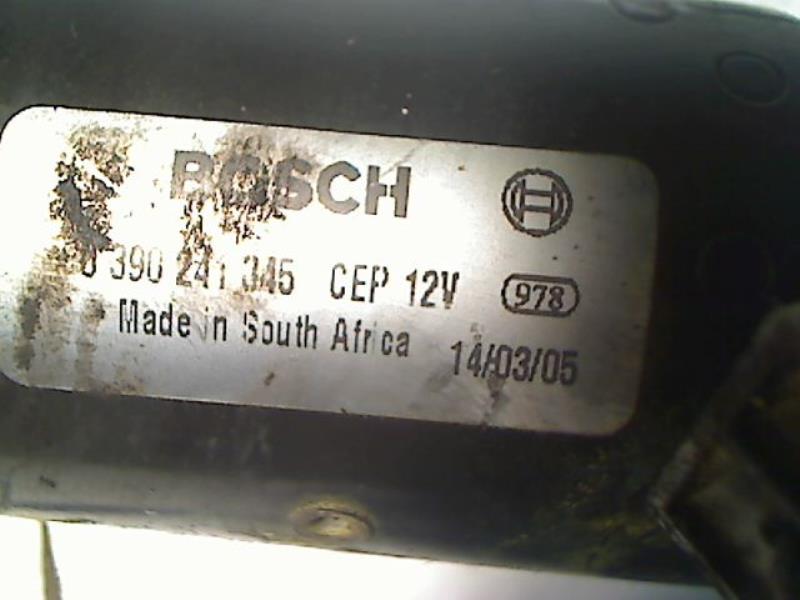 BOSCH
0 390 241 345 CEP 12V 978
Made in South Africa 14/03/05